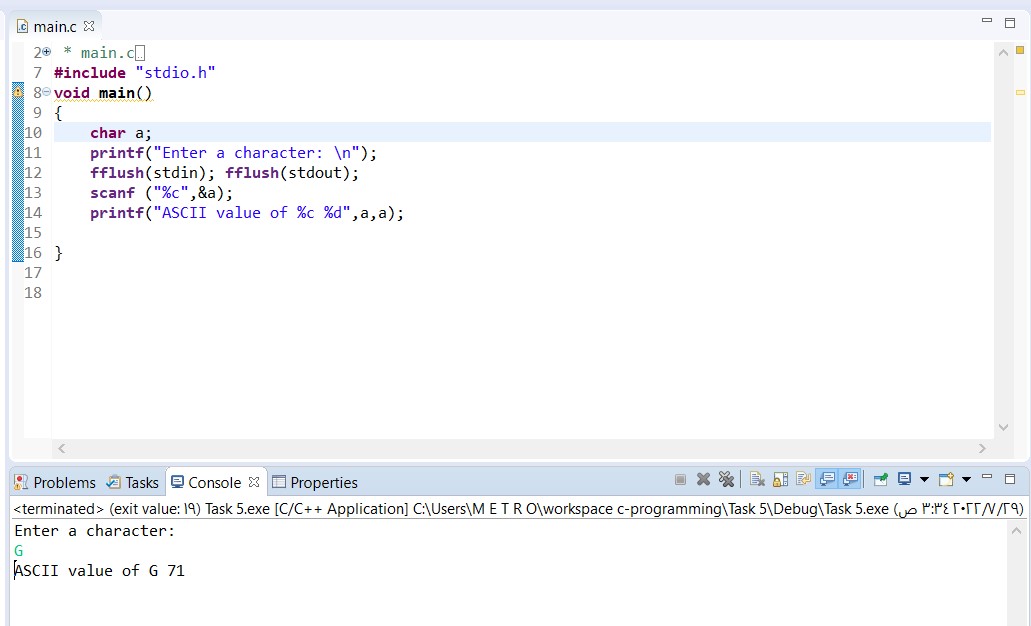 main.c
2 * main.c
7 #include "stdio.h"
8 void main()
9 {
10 char a;
11 printf("Enter a character: \n");
12 fflush(stdin); fflush(stdout);
13 scanf ("%c",&a);
14 printf("ASCII value of %c %d",a,a);
15
16 }
17
18
Problems Tasks Console Properties
<terminated> (exit value: ١٩) Task 5.exe [C/C++ Application] C:\Users\M E T R O\workspace c-programming\Task 5\Debug\Task 5.exe (٢٩/٧/٢٠٢٢ ٣:٣٤ ص)
Enter a character:
G
ASCII value of G 71